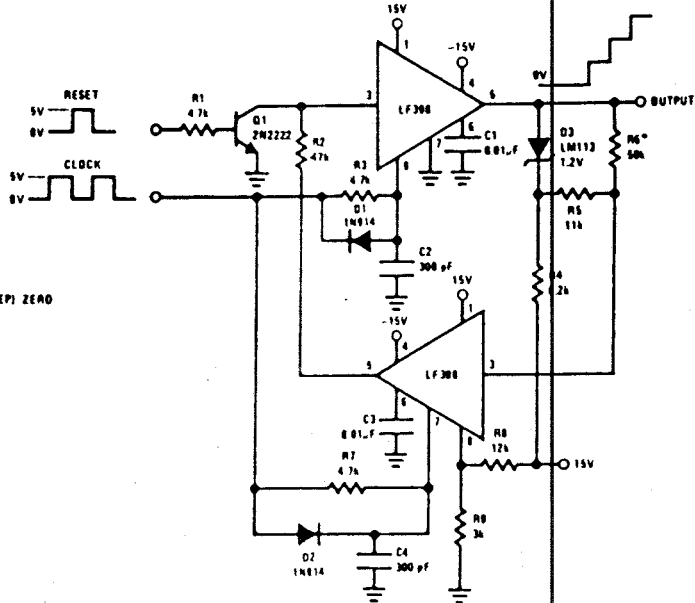 15V
-15V
0V
RESET
5V
0V
R1
4.7k
Q1
2N2222
3
1
4
LF398
6
OUTPUT
R2
47k
7
6
C1
0.01µF
8
D3
LM113
1.2V
R6*
50k
CLOCK
5V
0V
R3
4.7k
D1
1N914
R5
11k
C2
300 pF
15V
-15V
EP) ZERO
1
4
5
LF398
3
6
C3
0.01µF
7
8
R8
12k
15V
R7
4.7k
R9
3k
D2
1N914
C4
300 pF